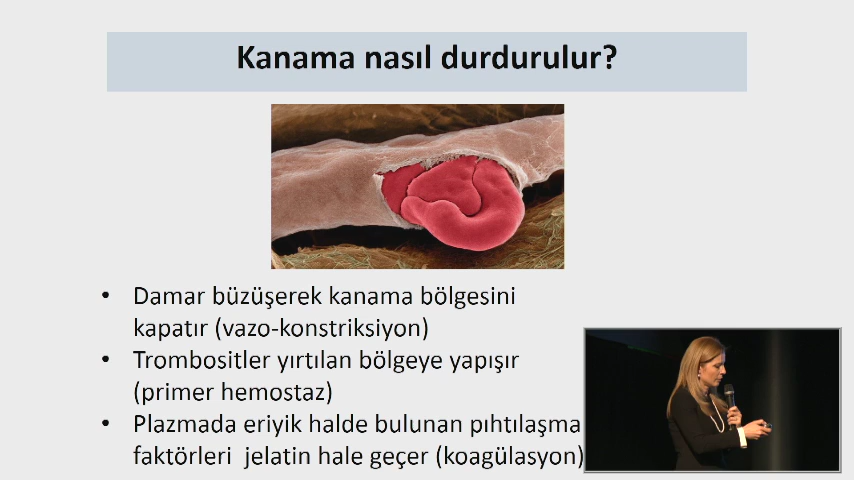 Kanama nasıl durdurulur?
• Damar büzüşerek kanama bölgesini
kapatır (vazo-konstriksiyon)
• Trombositler yırtılan bölgeye yapışır
(primer hemostaz)
• Plazmada eriyik halde bulunan pıhtılaşma
faktörleri jelatin hale geçer (koagülasyon)